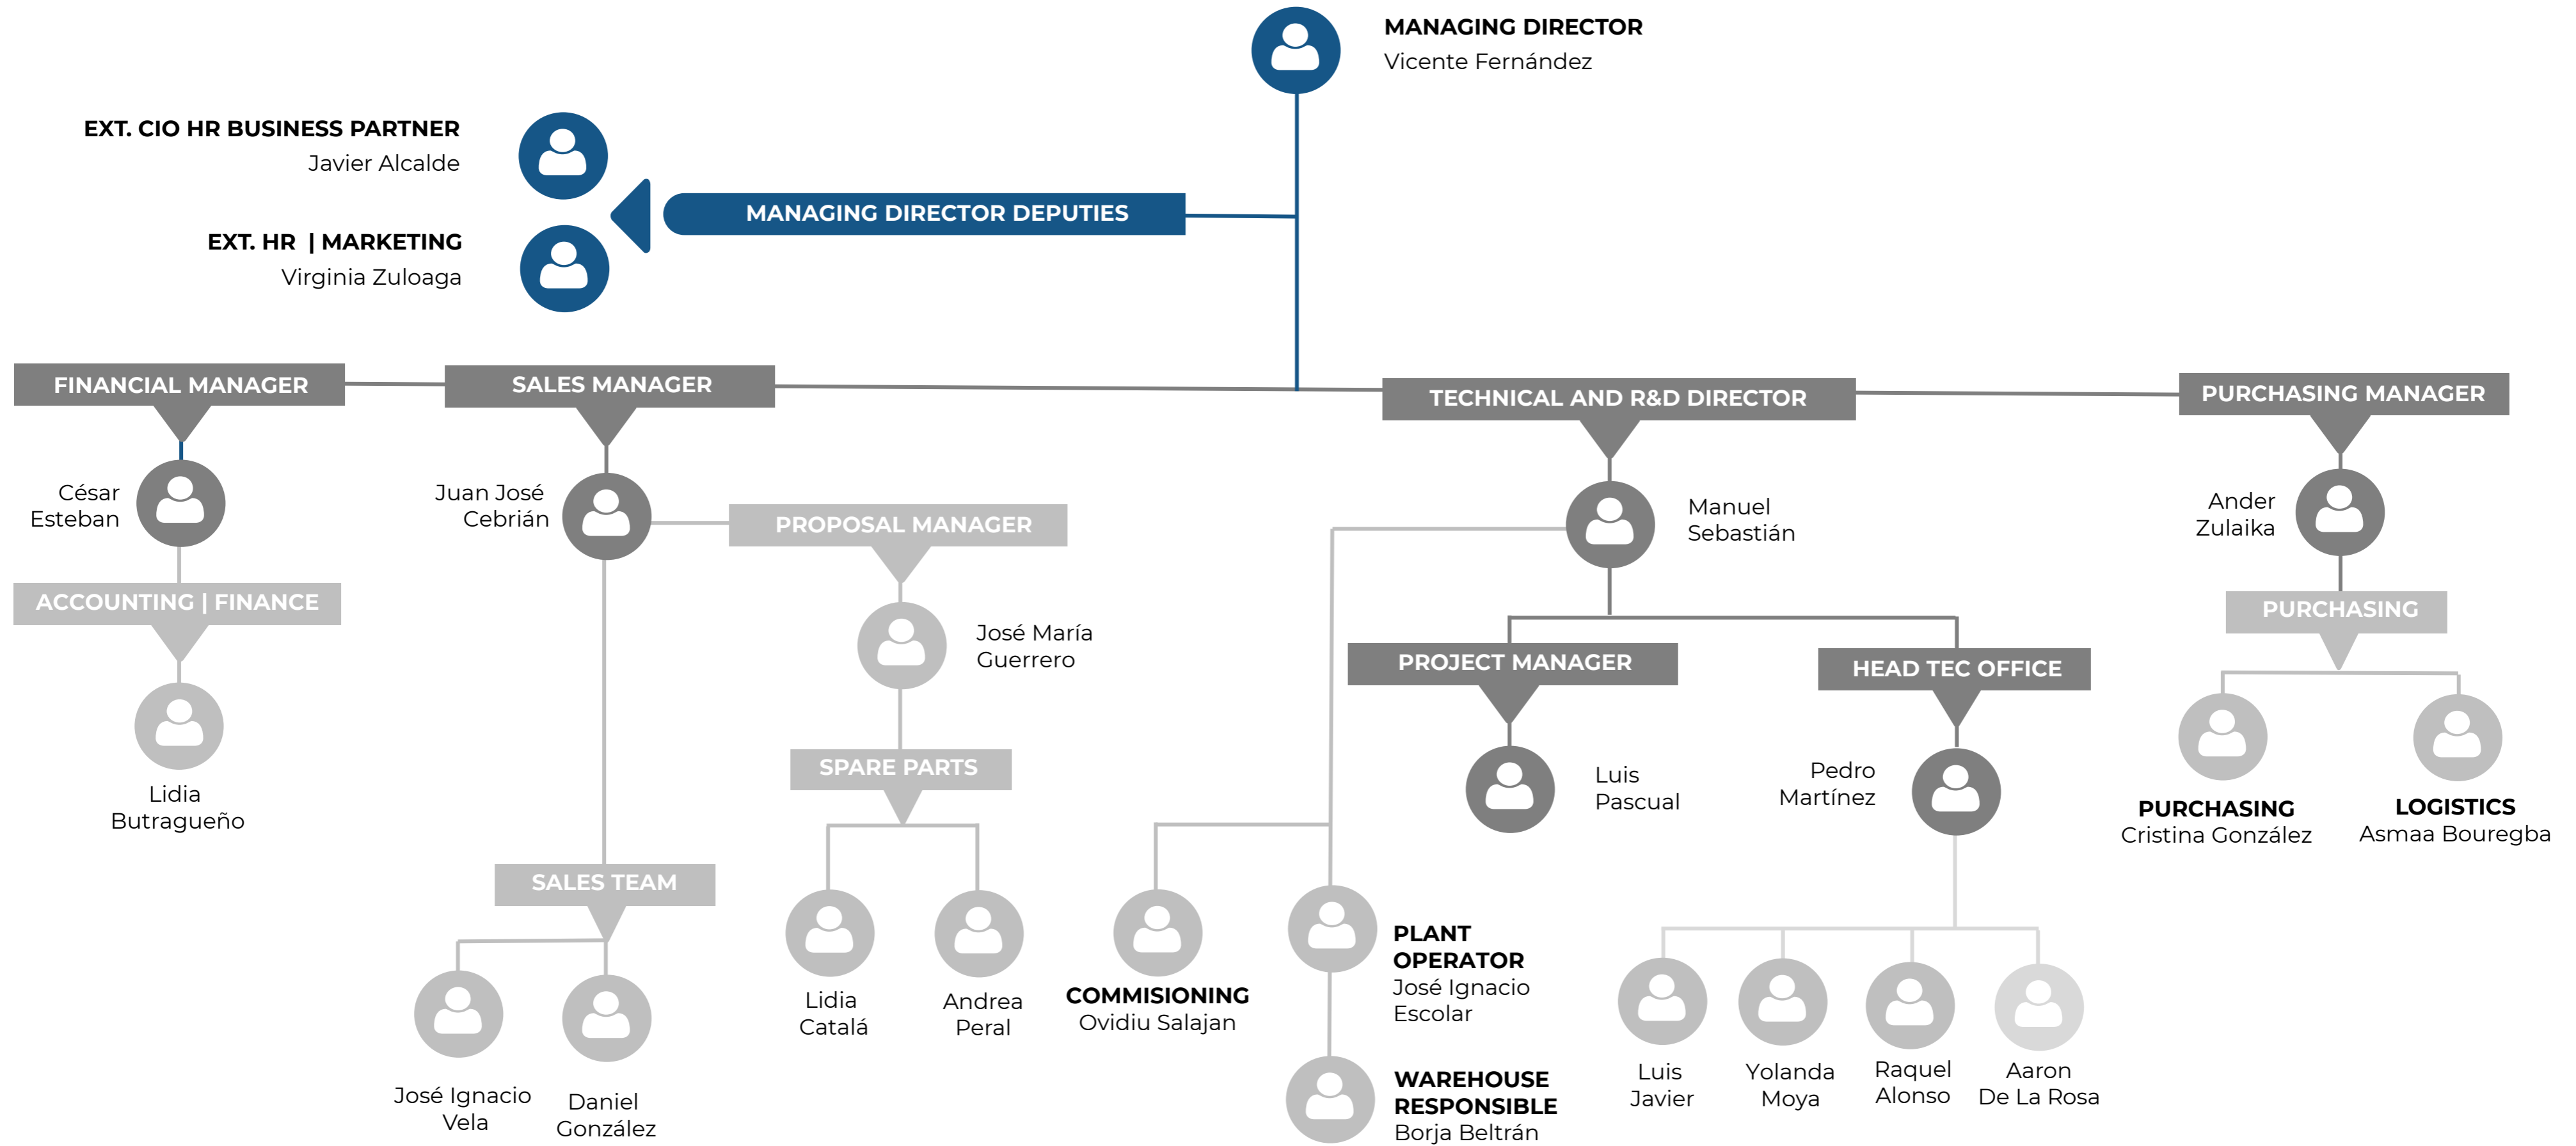 MANAGING DIRECTOR
Vicente Fernández
EXT. CIO HR BUSINESS PARTNER
Javier Alcalde
MANAGING DIRECTOR DEPUTIES
EXT. HR | MARKETING
Virginia Zuloaga
FINANCIAL MANAGER
SALES MANAGER
TECHNICAL AND R&D DIRECTOR
PURCHASING MANAGER
César
Esteban
Juan José
Cebrián
PROPOSAL MANAGER
Manuel
Sebastián
Ander
Zulaika
ACCOUNTING | FINANCE
José María
Guerrero
PROJECT MANAGER
HEAD TEC OFFICE
PURCHASING
Lidia
Butragueño
SPARE PARTS
Luis
Pascual
Pedro
Martínez
PURCHASING
Cristina González
LOGISTICS
Asmaa Bouregba
SALES TEAM
Lidia
Catalá
Andrea
Peral
COMMISIONING
Ovidiu Salajan
PLANT
OPERATOR
José Ignacio
Escolar
José Ignacio
Vela
Daniel
González
WAREHOUSE
RESPONSIBLE
Borja Beltrán
Luis
Javier
Yolanda
Moya
Raquel
Alonso
Aaron
De La Rosa